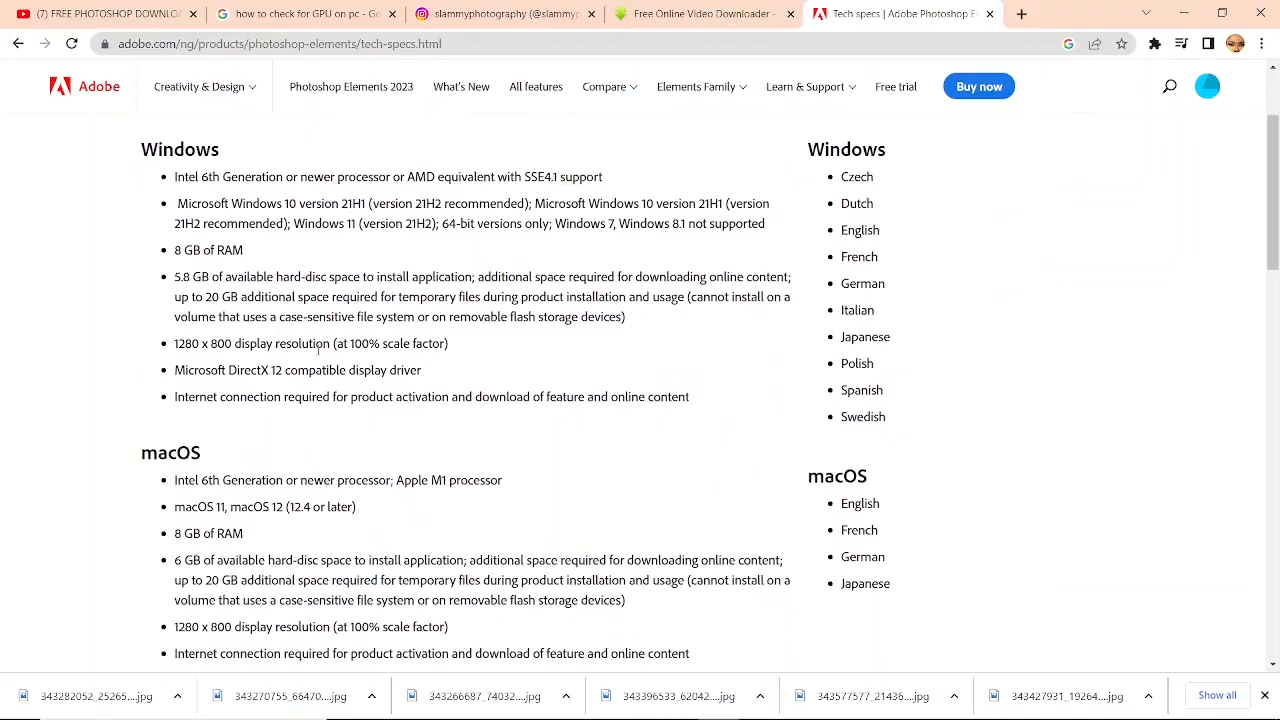 (7) FREE PHOTOSHOP DOWNLOA
how to check for GPU on pc - Go
slammyphotography (@slammyp
Free Online Video Downloader -
Tech specs | Adobe Photoshop El
adobe.com/ng/products/photoshop-elements/tech-specs.html
Adobe
Creativity & Design
Photoshop Elements 2023
What's New
All features
Compare
Elements Family
Learn & Support
Free trial
Buy now
Windows
Intel 6th Generation or newer processor or AMD equivalent with SSE4.1 support
Microsoft Windows 10 version 21H1 (version 21H2 recommended); Microsoft Windows 10 version 21H1 (version
21H2 recommended); Windows 11 (version 21H2); 64-bit versions only; Windows 7, Windows 8.1 not supported
8 GB of RAM
5.8 GB of available hard-disc space to install application; additional space required for downloading online content;
up to 20 GB additional space required for temporary files during product installation and usage (cannot install on a
volume that uses a case-sensitive file system or on removable flash storage devices)
1280 x 800 display resolution (at 100% scale factor)
Microsoft DirectX 12 compatible display driver
Internet connection required for product activation and download of feature and online content
macOS
Intel 6th Generation or newer processor; Apple M1 processor
macOS 11, macOS 12 (12.4 or later)
8 GB of RAM
6 GB of available hard-disc space to install application; additional space required for downloading online content;
up to 20 GB additional space required for temporary files during product installation and usage (cannot install on a
volume that uses a case-sensitive file system or on removable flash storage devices)
1280 x 800 display resolution (at 100% scale factor)
Internet connection required for product activation and download of feature and online content
Windows
Czech
Dutch
English
French
German
Italian
Japanese
Polish
Spanish
Swedish
macOS
English
French
German
Japanese
343282052_25265....jpg
343270755_66470....jpg
343266687_74032....jpg
343396533_62042....jpg
343577577_21436....jpg
343427931_19264....jpg
Show all